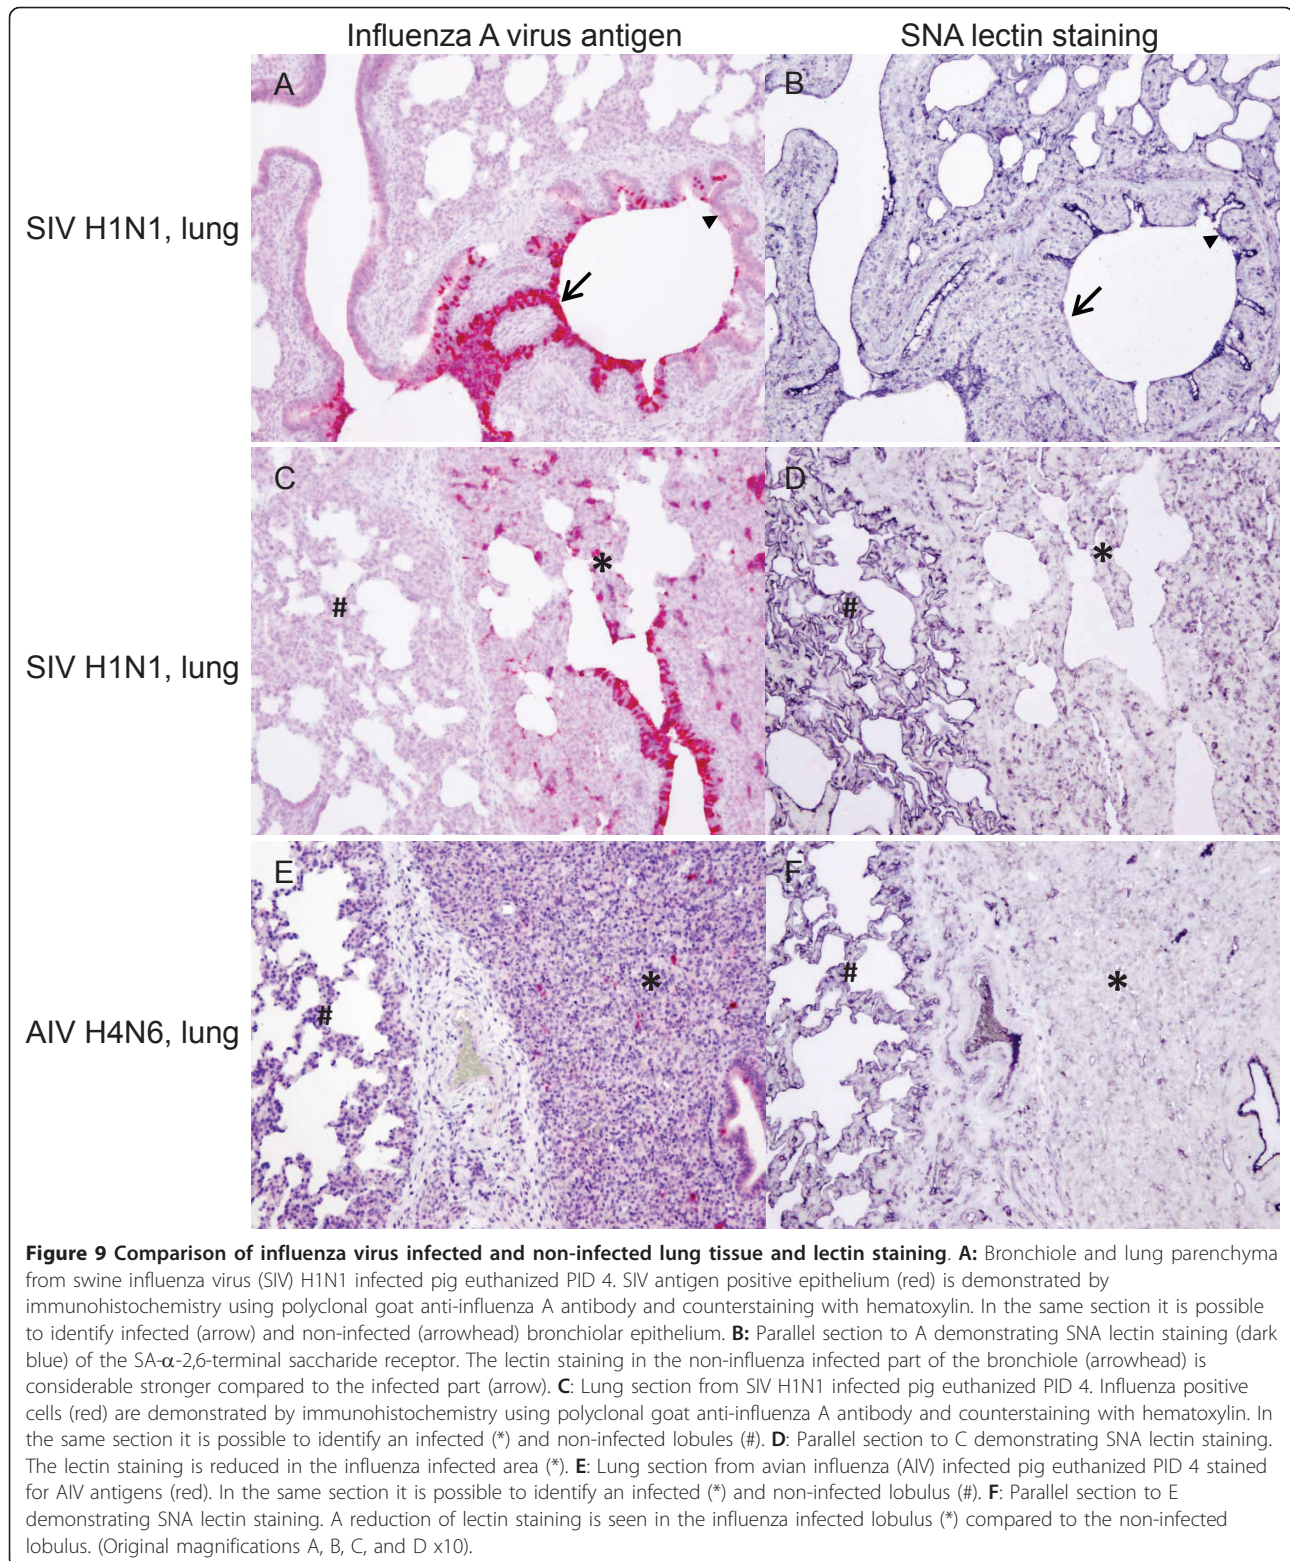 Influenza A virus antigen
SNA lectin staining
SIV H1N1, lung
A
B
SIV H1N1, lung
C
D
#
*
#
*
AIV H4N6, lung
E
F
#
*
#
*
Figure 9 Comparison of influenza virus infected and non-infected lung tissue and lectin staining. A: Bronchiole and lung parenchyma
from swine influenza virus (SIV) H1N1 infected pig euthanized PID 4. SIV antigen positive epithelium (red) is demonstrated by
immunohistochemistry using polyclonal goat anti-influenza A antibody and counterstaining with hematoxylin. In the same section it is possible
to identify infected (arrow) and non-infected (arrowhead) bronchiolar epithelium. B: Parallel section to A demonstrating SNA lectin staining (dark
blue) of the SA-α-2,6-terminal saccharide receptor. The lectin staining in the non-influenza infected part of the bronchiole (arrowhead) is
considerable stronger compared to the infected part (arrow). C: Lung section from SIV H1N1 infected pig euthanized PID 4. Influenza positive
cells (red) are demonstrated by immunohistochemistry using polyclonal goat anti-influenza A antibody and counterstaining with hematoxylin. In
the same section it is possible to identify an infected (*) and non-infected lobules (#). D: Parallel section to C demonstrating SNA lectin staining.
The lectin staining is reduced in the influenza infected area (*). E: Lung section from avian influenza (AIV) infected pig euthanized PID 4 stained
for AIV antigens (red). In the same section it is possible to identify an infected (*) and non-infected lobulus (#). F: Parallel section to E
demonstrating SNA lectin staining. A reduction of lectin staining is seen in the influenza infected lobulus (*) compared to the non-infected
lobulus. (Original magnifications A, B, C, and D x10).